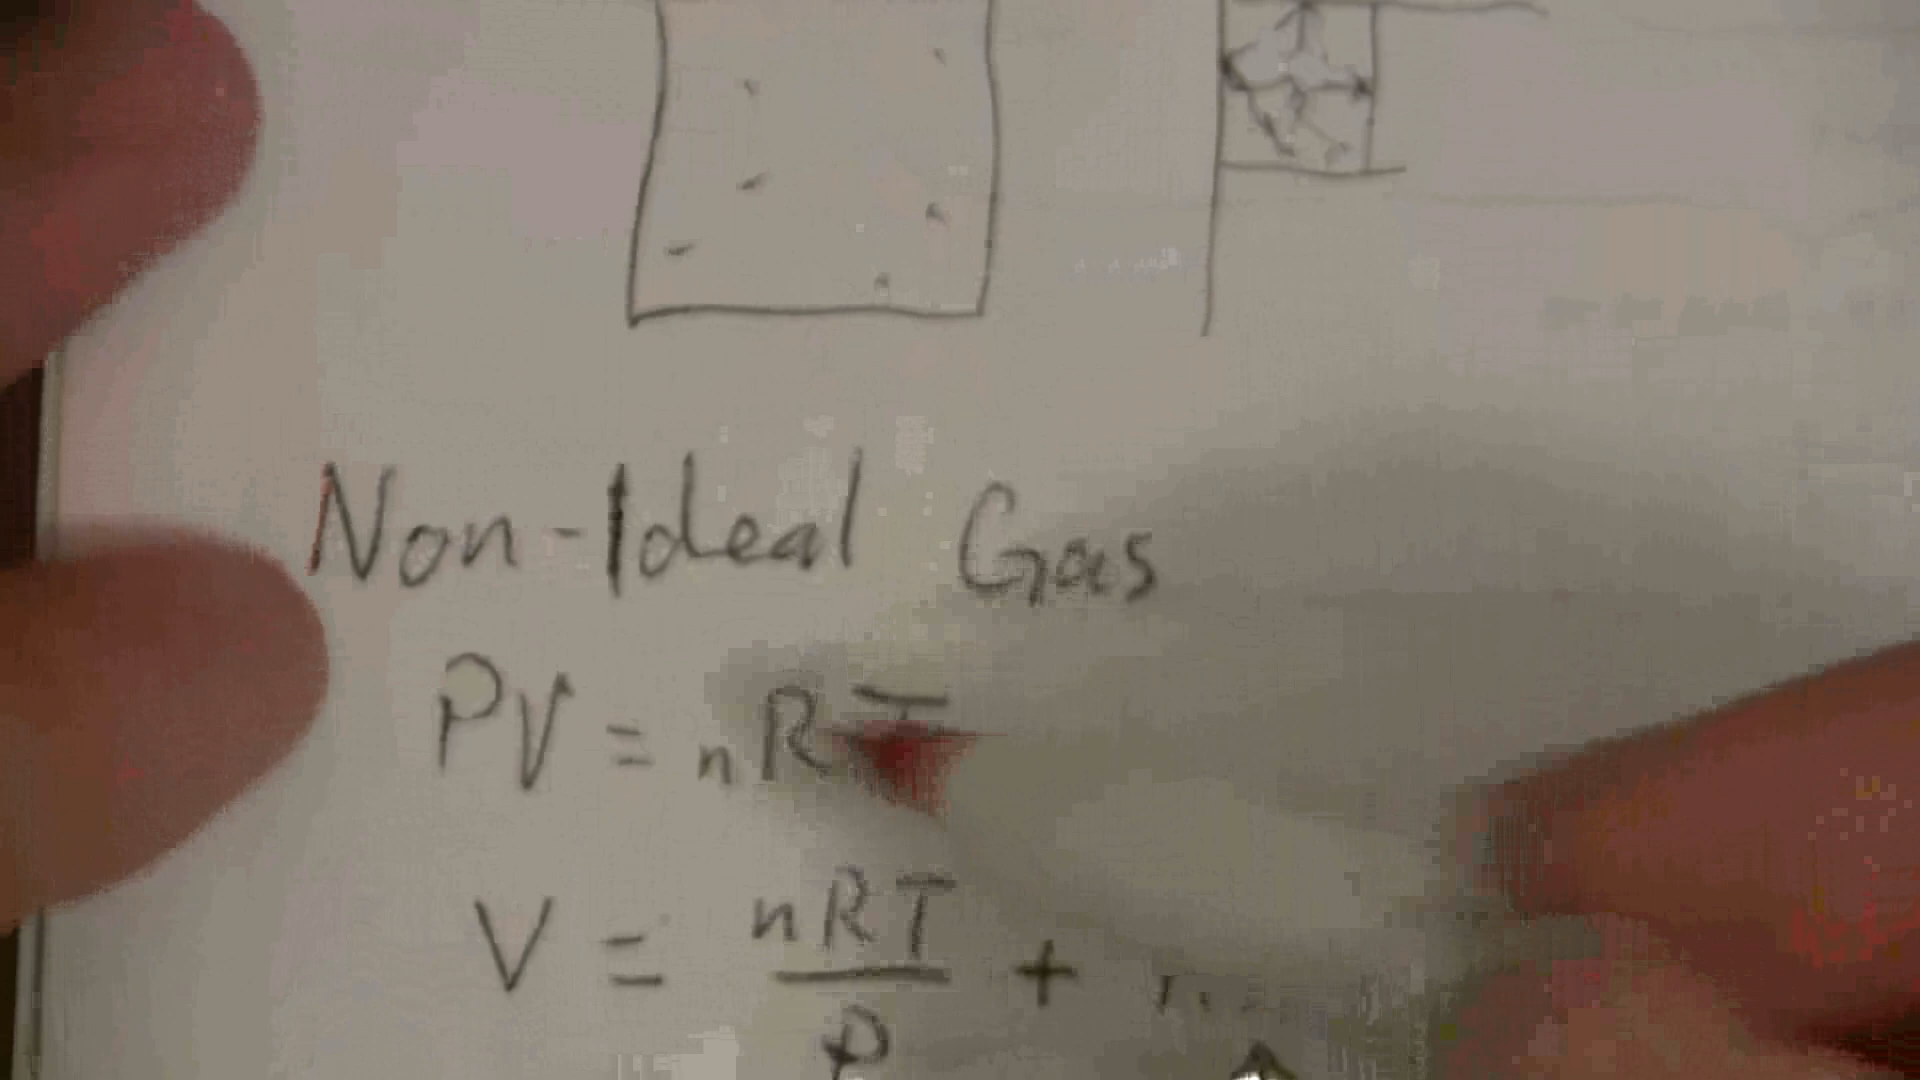 Non-Ideal Gas
PV = nRT
V = nRT / P +